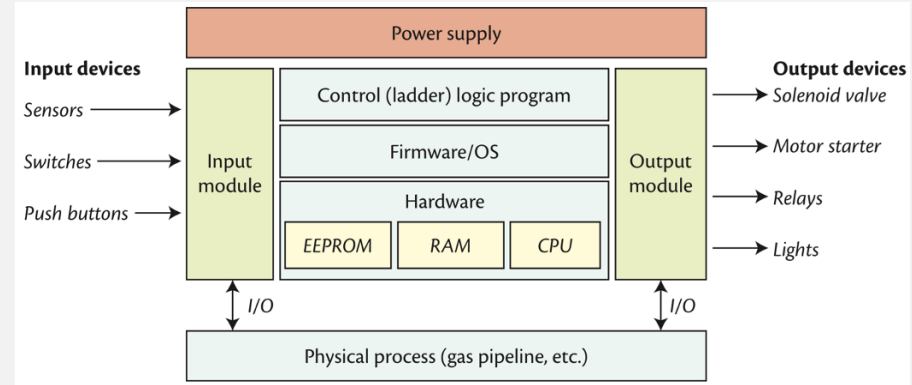 Power supply
Input devices
Sensors
Switches
Push buttons
Input
module
Control (ladder) logic program
Firmware/OS
Hardware
EEPROM
RAM
CPU
Output
module
Output devices
Solenoid valve
Motor starter
Relays
Lights
I/O
I/O
Physical process (gas pipeline, etc.)